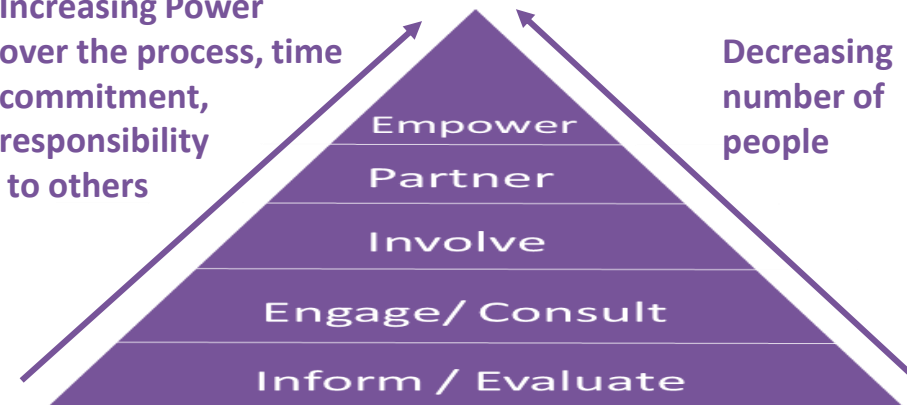 Increasing Power
over the process, time
commitment,
responsibility
to others
Decreasing
number of
people
Empower
Partner
Involve
Engage/ Consult
Inform / Evaluate